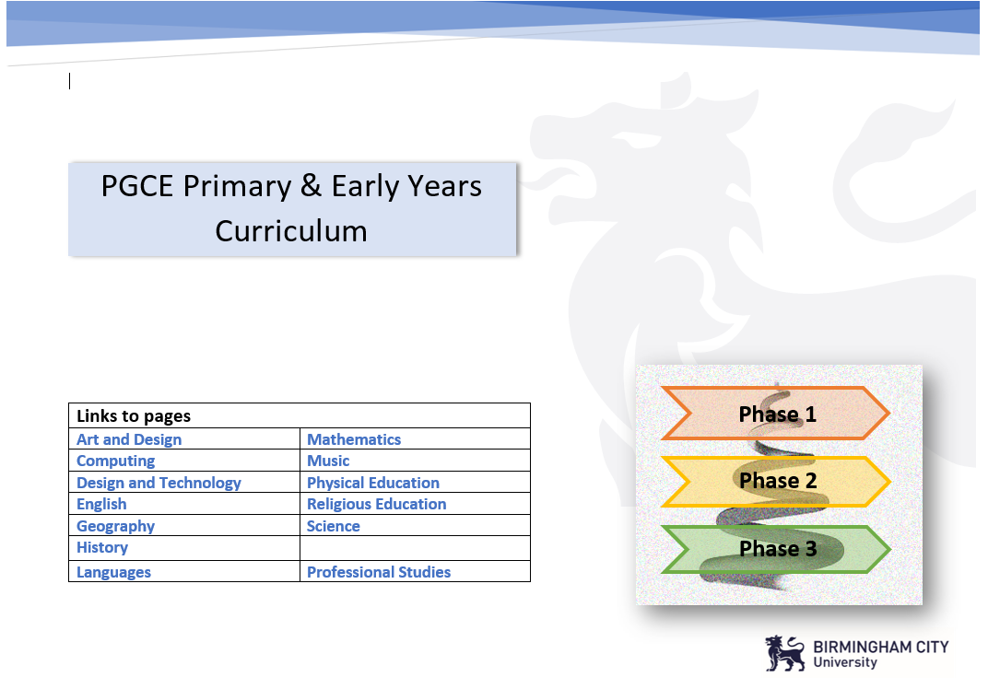 PGCE Primary & Early Years
Curriculum
Links to pages
Art and Design Mathematics
Computing Music
Design and Technology Physical Education
English Religious Education
Geography Science
History
Languages Professional Studies
Phase 1
Phase 2
Phase 3
BIRMINGHAM CITY
University